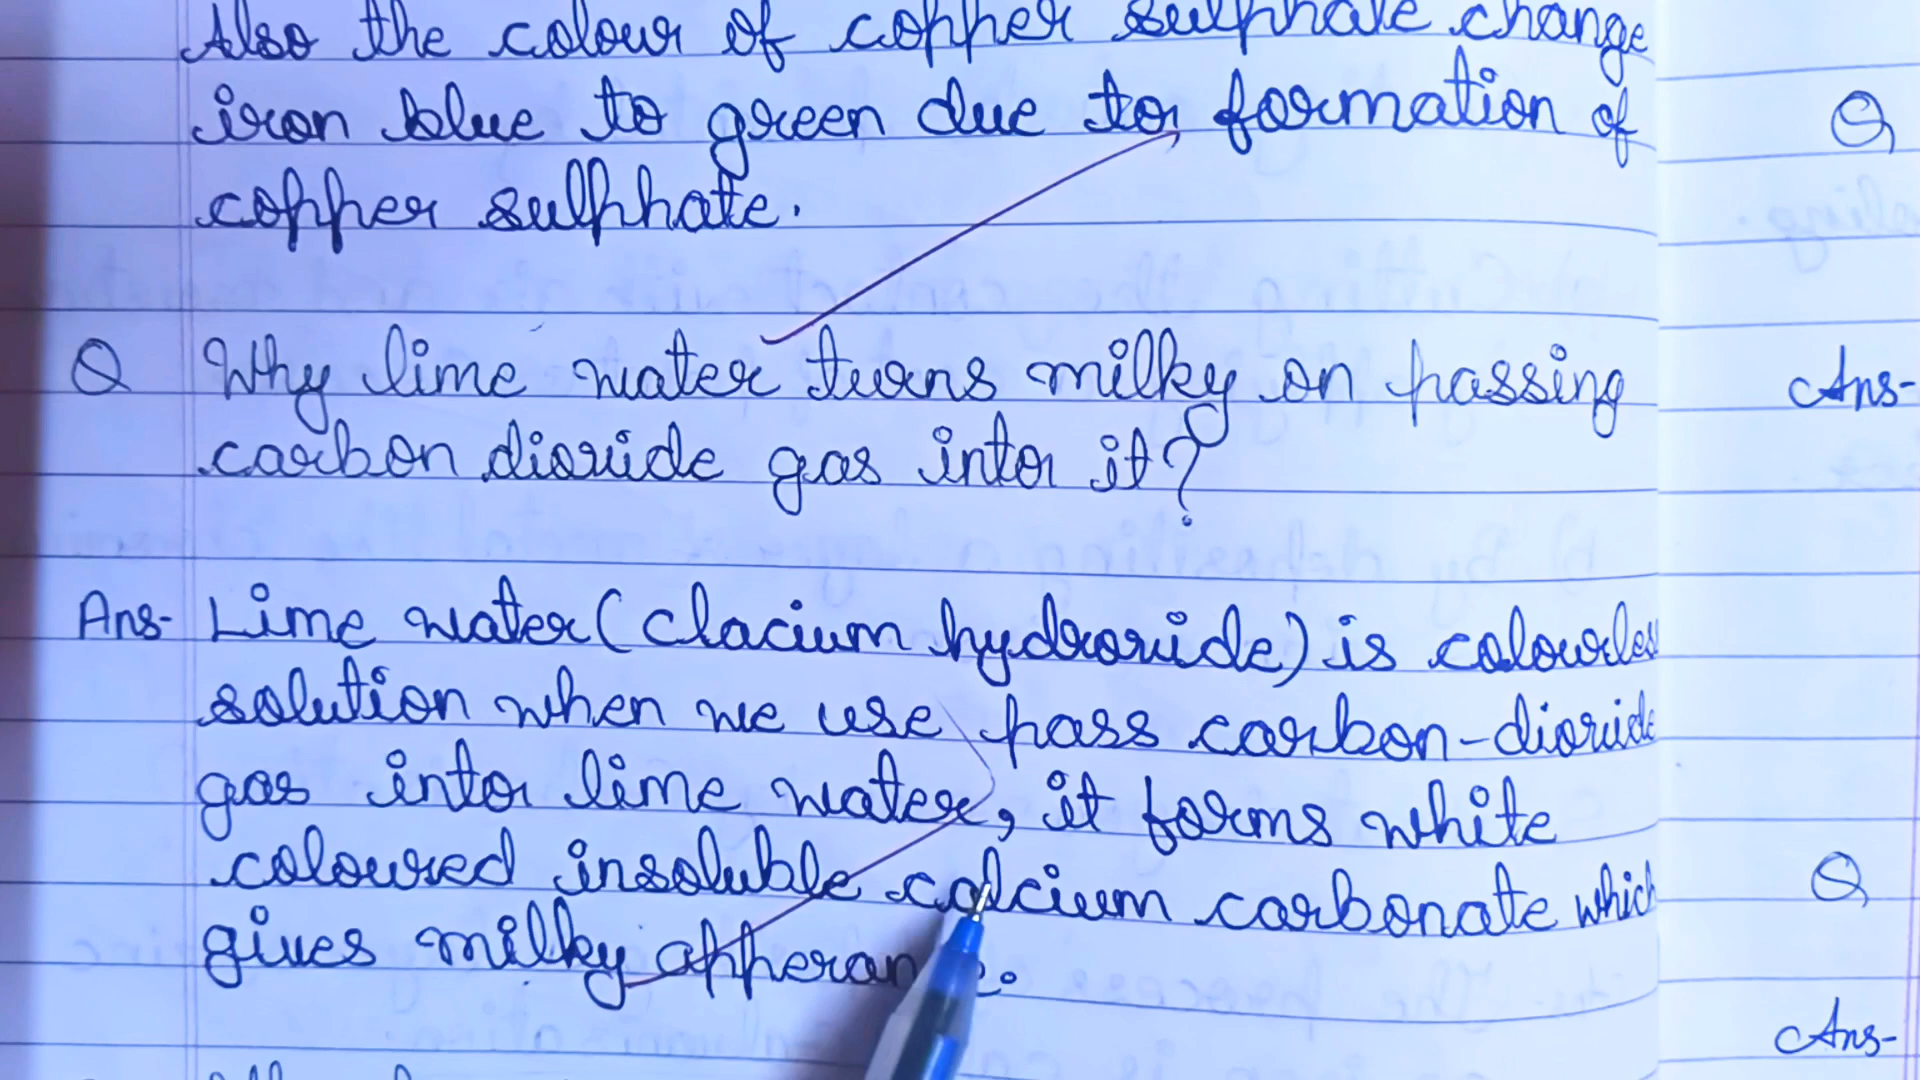 Also the colour of copper sulphate change
iron blue to green due to formation of
copper sulphate.
Q
Q Why lime water turns milky on passing
carbon dioxide gas into it?
Ans-
Ans- Lime water (clacium hydroxide) is colourless
solution when we use pass carbon-dioxide
gas into lime water, it forms white
coloured insoluble calcium carbonate which
gives milky
Q
Ans-